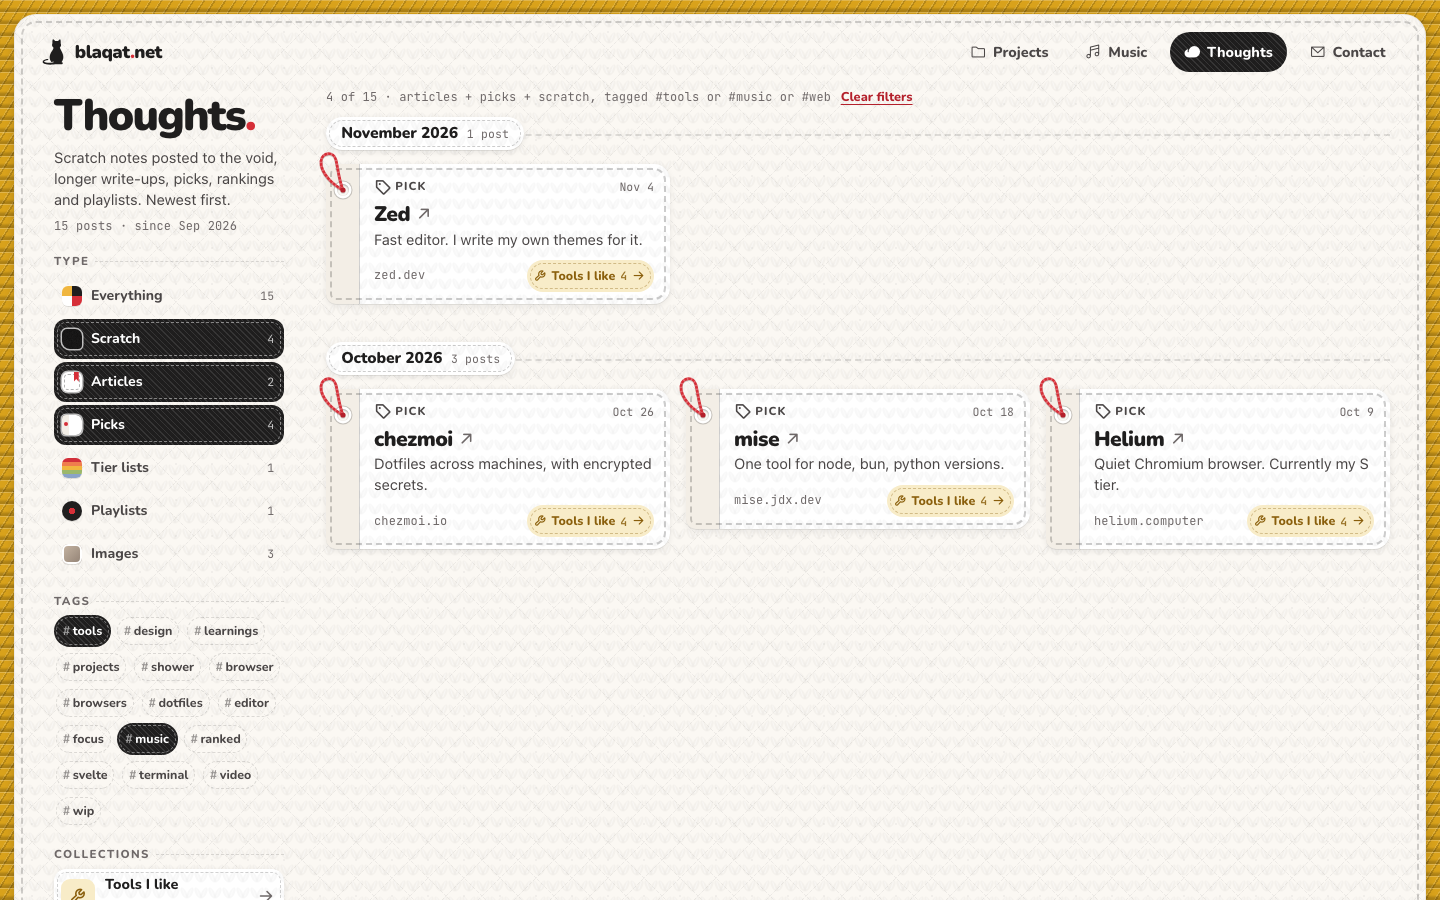 blaqat.net
Projects
Music
Thoughts
Contact
Thoughts.
Scratch notes posted to the void,
longer write-ups, picks, rankings
and playlists. Newest first.
15 posts · since Sep 2026
TYPE
Everything 15
Scratch 4
Articles 2
Picks 4
Tier lists 1
Playlists 1
Images 3
TAGS
# tools # design # learnings
# projects # shower # browser
# browsers # dotfiles # editor
# focus # music # ranked
# svelte # terminal # video
# wip
COLLECTIONS
Tools I like
4 of 15 · articles + picks + scratch, tagged #tools or #music or #web Clear filters
November 2026 1 post
PICK Nov 4
Zed ↗
Fast editor. I write my own themes for it.
zed.dev Tools I like 4 →
October 2026 3 posts
PICK Oct 26
chezmoi ↗
Dotfiles across machines, with encrypted
secrets.
chezmoi.io Tools I like 4 →
PICK Oct 18
mise ↗
One tool for node, bun, python versions.
mise.jdx.dev Tools I like 4 →
PICK Oct 9
Helium ↗
Quiet Chromium browser. Currently my S
tier.
helium.computer Tools I like 4 →